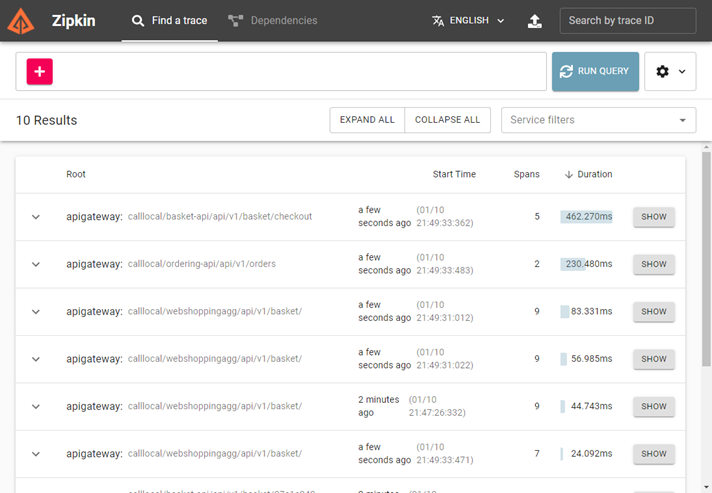 Zipkin Find a trace Dependencies ENGLISH Search by trace ID
+ RUN QUERY
10 Results EXPAND ALL COLLAPSE ALL Service filters
Root Start Time Spans Duration
apigateway: calllocal/basket-api/api/v1/basket/checkout a few seconds ago (01/10 21:49:33:362) 5 462.270ms SHOW
apigateway: calllocal/ordering-api/api/v1/orders a few seconds ago (01/10 21:49:33:483) 2 230.480ms SHOW
apigateway: calllocal/webshoppingagg/api/v1/basket/ a few seconds ago (01/10 21:49:31:012) 9 83.331ms SHOW
apigateway: calllocal/webshoppingagg/api/v1/basket/ a few seconds ago (01/10 21:49:31:022) 9 56.985ms SHOW
apigateway: calllocal/webshoppingagg/api/v1/basket/ 2 minutes ago (01/10 21:47:26:332) 9 44.743ms SHOW
apigateway: calllocal/webshoppingagg/api/v1/basket/ a few seconds ago (01/10 21:49:33:471) 7 24.092ms SHOW